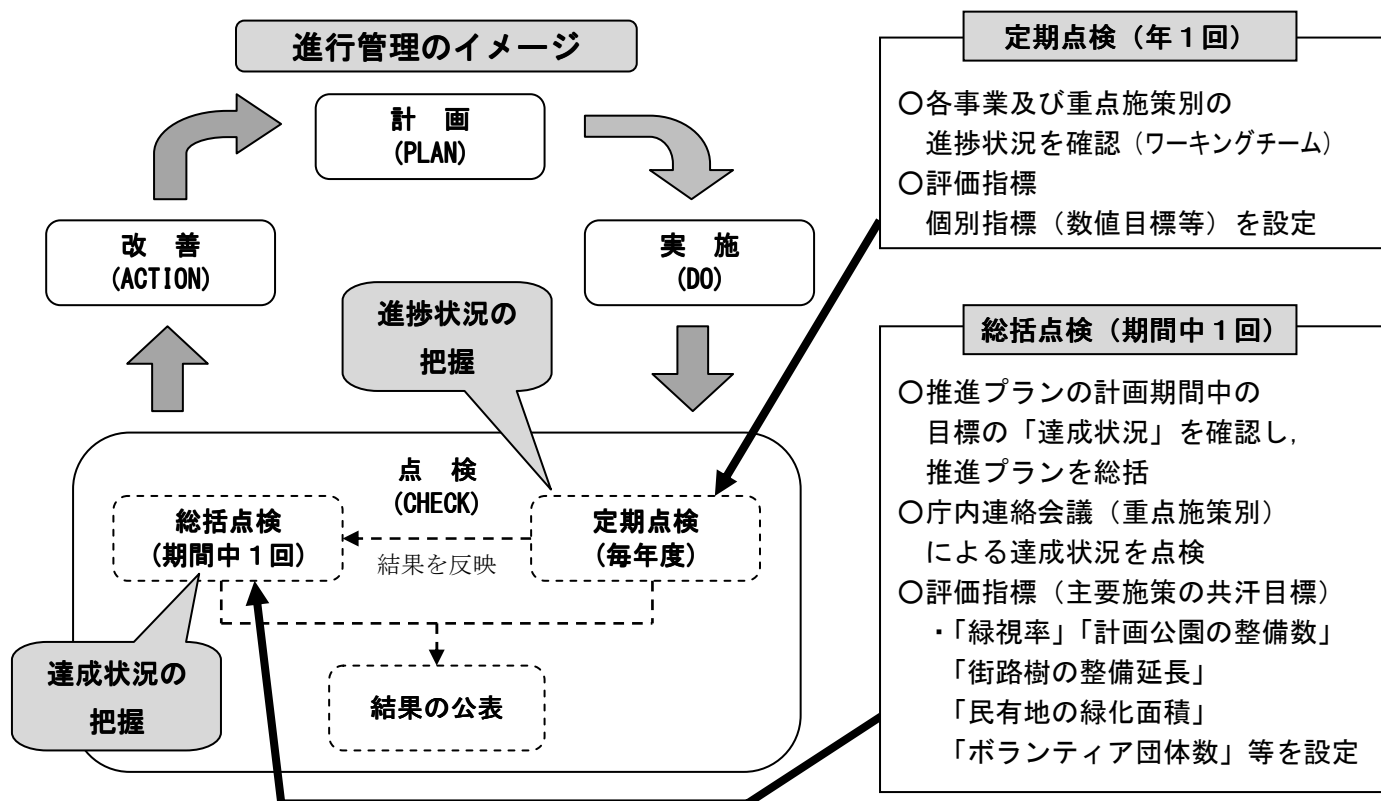 進行管理のイメージ
計　画
(PLAN)
改　善
(ACTION)
実　施
(DO)
進捗状況の
把握
点　検
(CHECK)
総括点検
(期間中１回)
結果を反映
定期点検
(毎年度)
達成状況の
把握
結果の公表
定期点検（年１回）
〇各事業及び重点施策別の
進捗状況を確認（ワーキングチーム）
〇評価指標
個別指標（数値目標等）を設定
総括点検（期間中１回）
〇推進プランの計画期間中の
目標の「達成状況」を確認し，
推進プランを総括
〇庁内連絡会議（重点施策別）
による達成状況を点検
〇評価指標（主要施策の共汗目標）
・「緑視率」「計画公園の整備数」
「街路樹の整備延長」
「民有地の緑化面積」
「ボランティア団体数」等を設定